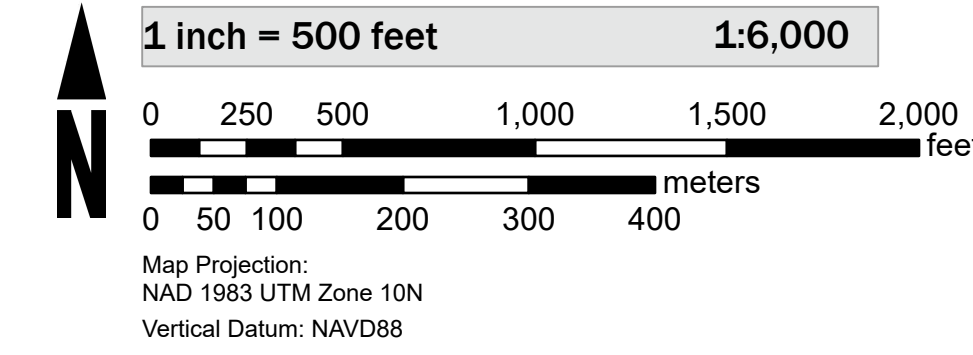 1 inch = 500 feet 1:6,000
0 250 500 1,000 1,500 2,000
feet
meters
0 50 100 200 300 400
N
Map Projection:
NAD 1983 UTM Zone 10N
Vertical Datum: NAVD88